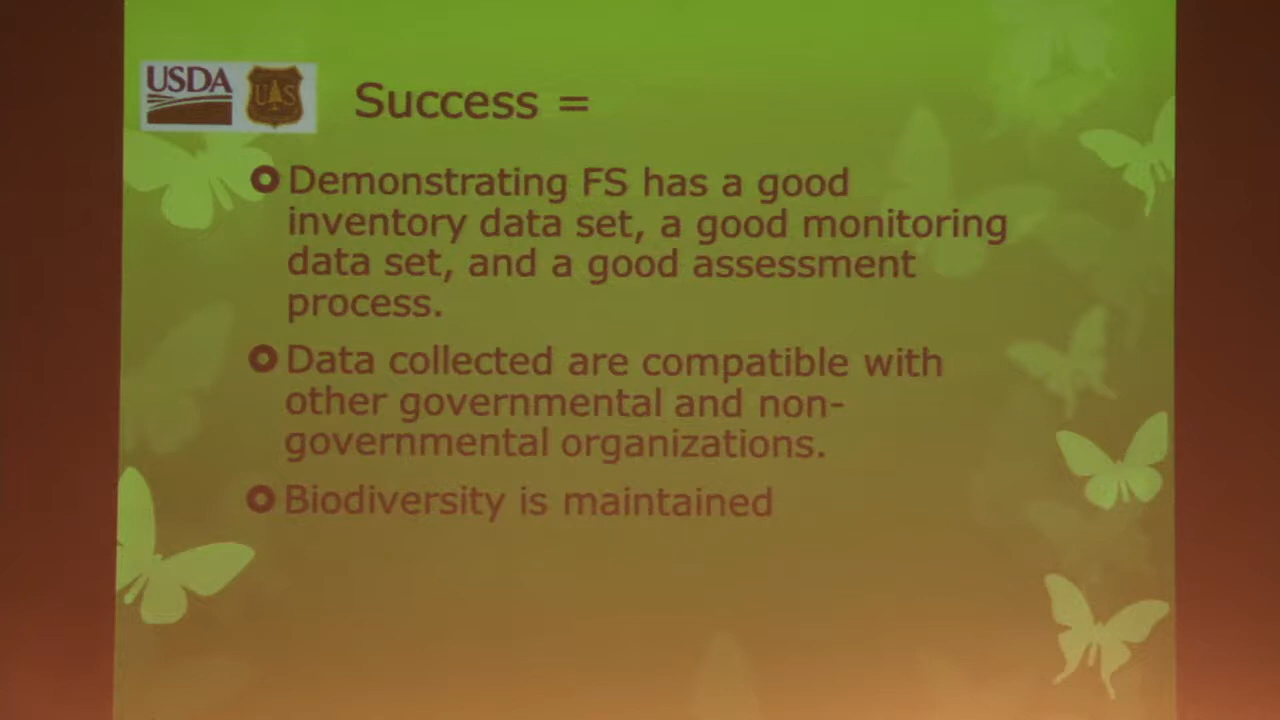 USDA
UAS
Success =
Demonstrating FS has a good
inventory data set, a good monitoring
data set, and a good assessment
process.
Data collected are compatible with
other governmental and non-
governmental organizations.
Biodiversity is maintained